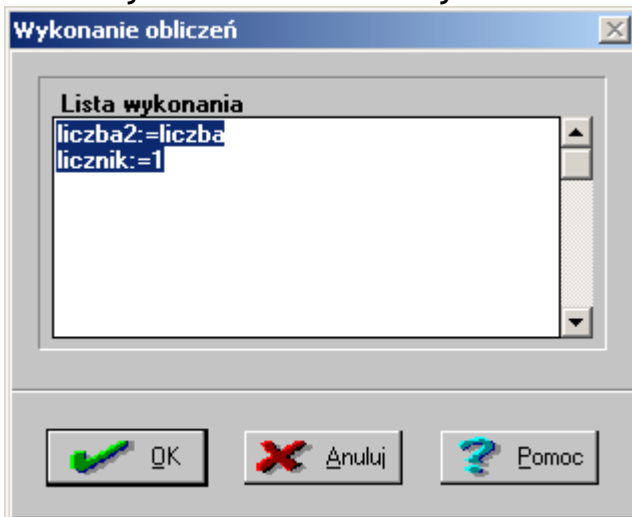 Wykonanie obliczeń
Lista wykonania
liczba2:=liczba
licznik:=1
OK
Anuluj
Pomoc